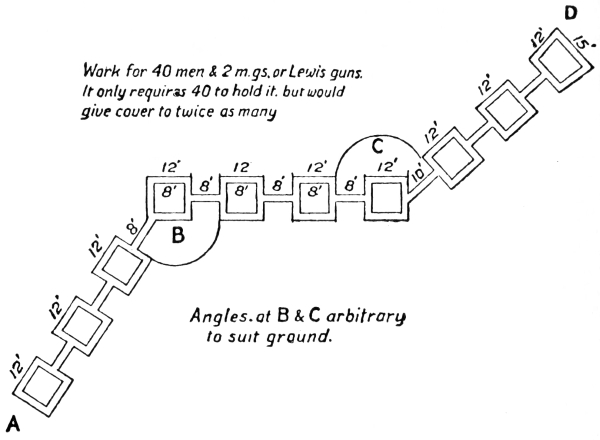 D
12'
15'
Work for 40 men & 2 m.gs. or Lewis guns.
It only requires 40 to hold it. but would
give cover to twice as many
12'
C
12'
12'
12
12'
12'
10'
8'
8'
8'
8'
8'
8'
8'
B
12'
12'
Angles at B & C arbitrary
to suit ground.
12'
A